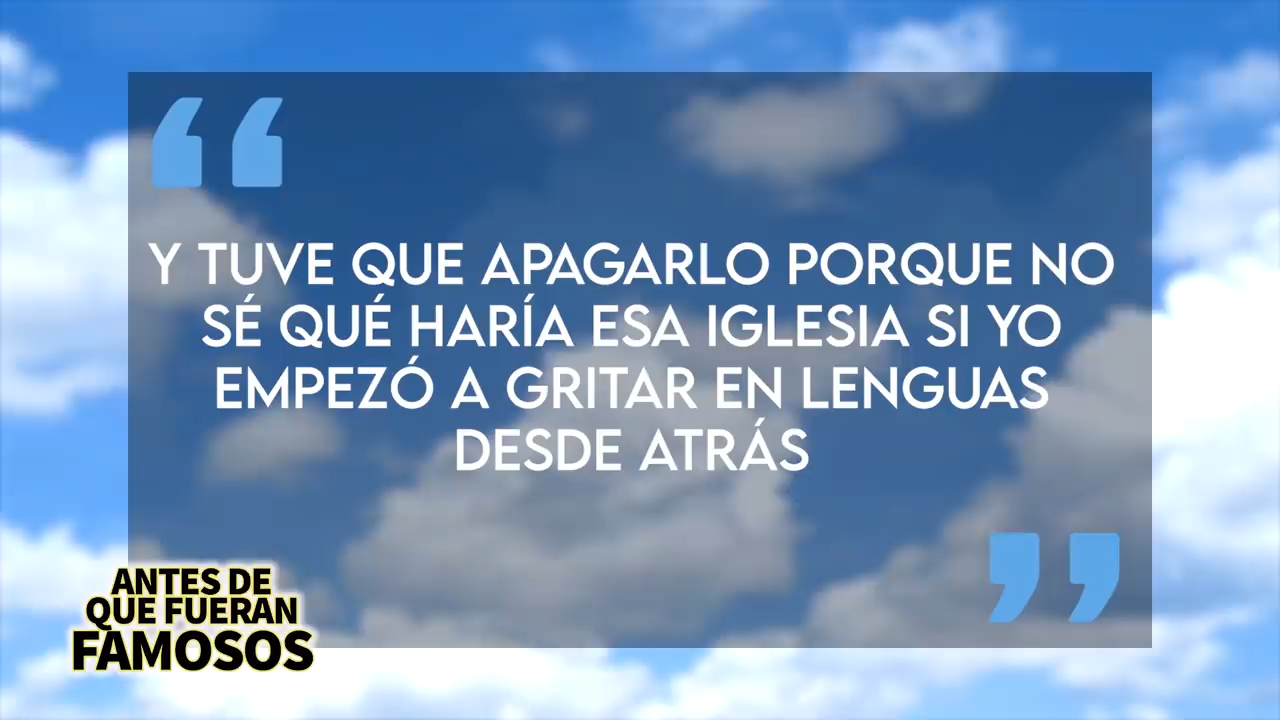 “
Y TUVE QUE APAGARLO PORQUE NO
SÉ QUÉ HARÍA ESA IGLESIA SI YO
EMPEZÓ A GRITAR EN LENGUAS
DESDE ATRÁS
”
ANTES DE
QUE FUERAN
FAMOSOS